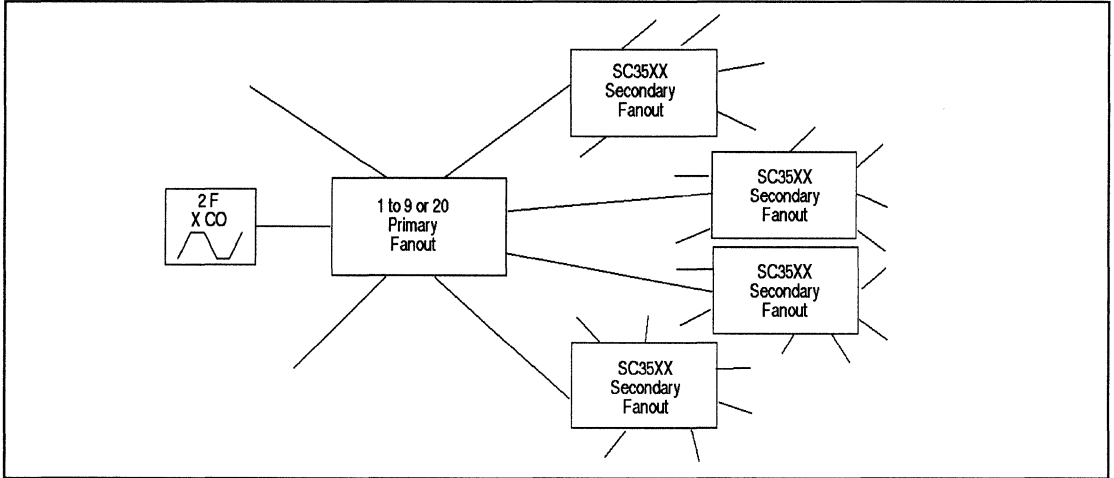 SC35XX
Secondary
Fanout
SC35XX
Secondary
Fanout
2 F
X CO
1 to 9 or 20
Primary
Fanout
SC35XX
Secondary
Fanout
SC35XX
Secondary
Fanout